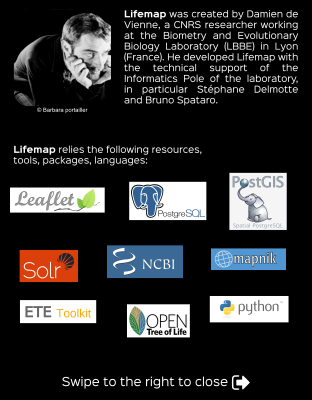 Lifemap was created by Damien de
Vienne, a CNRS researcher working
at the Biometry and Evolutionary
Biology Laboratory (LBBE) in Lyon
(France). He developed Lifemap with
the technical support of the
Informatics Pole of the laboratory,
in particular Stéphane Delmotte
and Bruno Spataro.
© Barbara portailler
Lifemap relies the following resources,
tools, packages, languages:
Leaflet
PostgreSQL
PostGIS
Spatial PostgreSQL
Solr
NCBI
mapnik
ETE Toolkit
OPEN
Tree of Life
python™
Swipe to the right to close